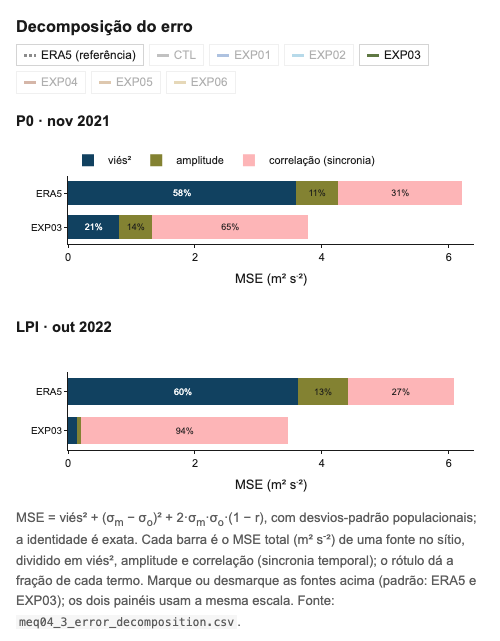 Decomposição do erro
ERA5 (referência) CTL EXP01 EXP02 EXP03
EXP04 EXP05 EXP06
P0 · nov 2021
viés² amplitude correlação (sincronia)
ERA5 58% 11% 31%
EXP03 21% 14% 65%
0 2 4 6
MSE (m² s⁻²)
LPI · out 2022
ERA5 60% 13% 27%
EXP03 94%
0 2 4 6
MSE (m² s⁻²)
MSE = viés² + (σₘ − σₒ)² + 2·σₘ·σₒ·(1 − r), com desvios-padrão populacionais;
a identidade é exata. Cada barra é o MSE total (m² s⁻²) de uma fonte no sítio,
dividido em viés², amplitude e correlação (sincronia temporal); o rótulo dá a
fração de cada termo. Marque ou desmarque as fontes acima (padrão: ERA5 e
EXP03); os dois painéis usam a mesma escala. Fonte:
meq04_3_error_decomposition.csv.